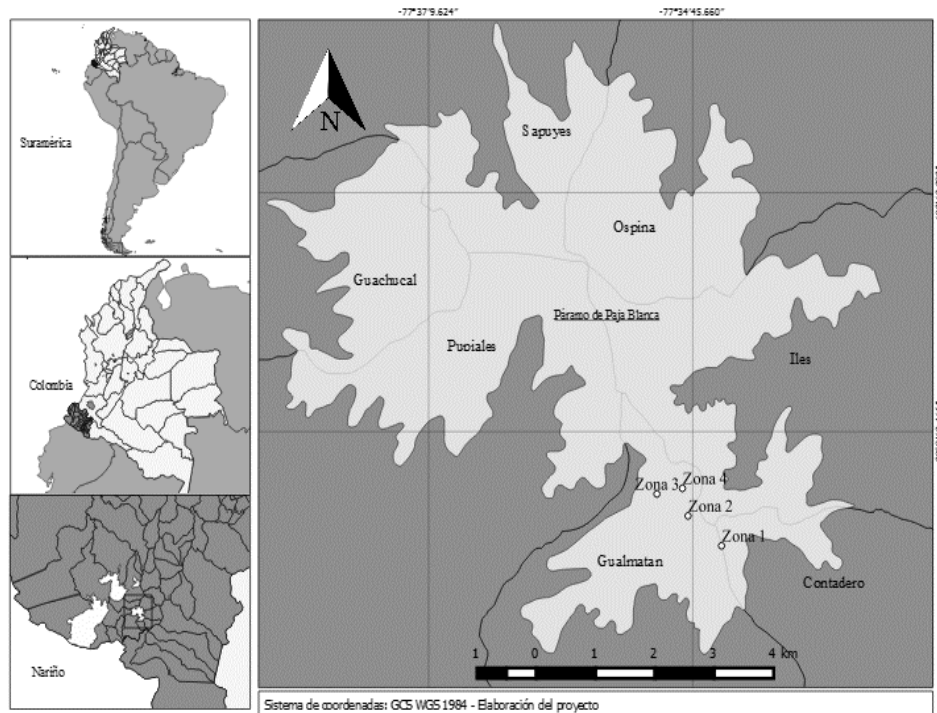 -77°37'9.624"
-77°34'45.660"
Suramérica
Colombia
Nariño
N
Sapuyes
Ospina
Guachucal
Páramo de Paja Blanca
Pupiales
Iles
Zona 3
Zona 4
Zona 2
Zona 1
Gualmatan
Contadero
1 0 1 2 3 4 km
Sistema de coordenadas: GCS WGS 1984 - Elaboración del proyecto